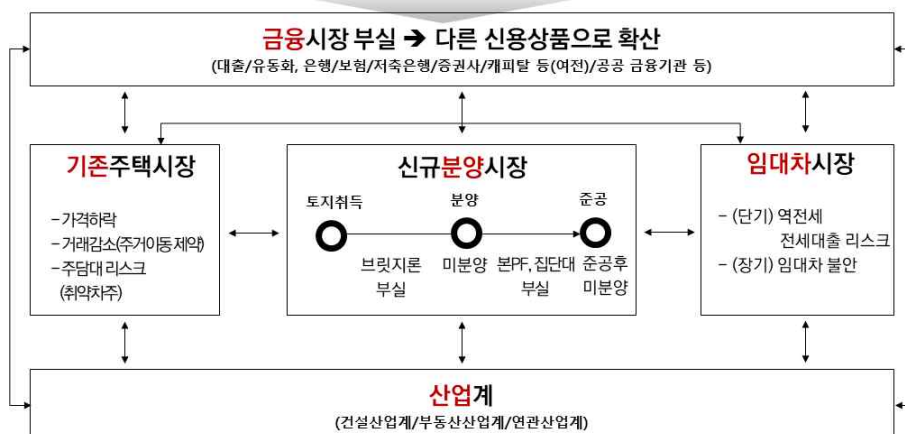 금융시장 부실 ➔ 다른 신용상품으로 확산
(대출/유동화, 은행/보험/저축은행/증권사/캐피탈 등(여전)/공공 금융기관 등)
기존주택시장
- 가격하락
- 거래감소(주거이동 제약)
- 주담대 리스크
(취약차주)
신규분양시장
토지취득 분양 준공
브릿지론 미분양 본PF, 집단대 준공후
부실 부실 미분양
임대차시장
- (단기) 역전세
전세대출 리스크
- (장기) 임대차 불안
산업계
(건설산업계/부동산산업계/연관산업계)